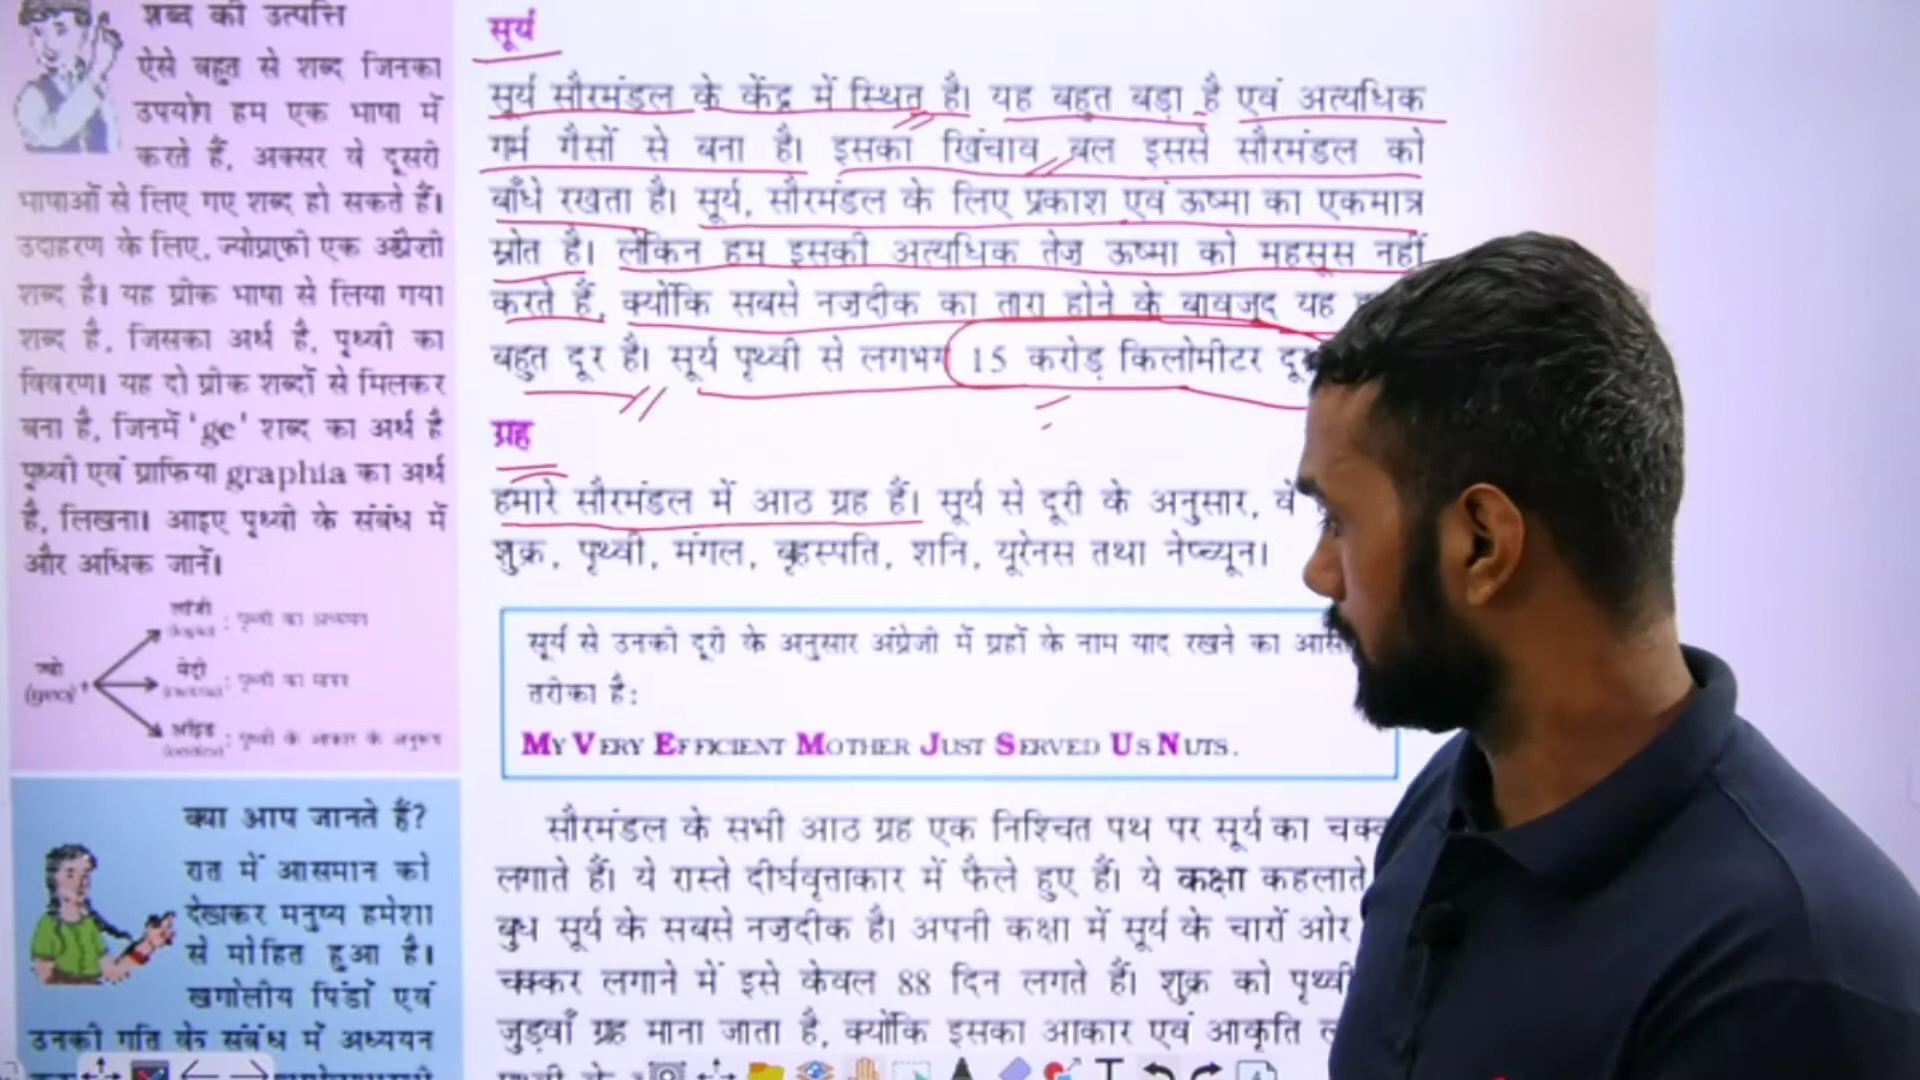 शब्द की उत्पत्ति
ऐसे बहुत से शब्द जिनका
उपयोग हम एक भाषा में
करते हैं, अक्सर वे दूसरी
भाषाओं से लिए गए शब्द हो सकते हैं।
उदाहरण के लिए, ज्योग्राफ़ी एक अंग्रेज़ी
शब्द है। यह ग्रीक भाषा से लिया गया
शब्द है, जिसका अर्थ है, पृथ्वी का
विवरण। यह दो ग्रीक शब्दों से मिलकर
बना है, जिनमें 'ge' शब्द का अर्थ है
पृथ्वी एवं ग्राफिया graphia का अर्थ
है, लिखना। आइए पृथ्वी के संबंध में
और अधिक जानें।
लॉजी : पृथ्वी का अध्ययन
ज्यो (geo) मेट्री : पृथ्वी का मापन
ऑइड : पृथ्वी के आकार के अनुरूप
क्या आप जानते हैं?
रात में आसमान को
देखकर मनुष्य हमेशा
से मोहित हुआ है।
खगोलीय पिंडों एवं
उनकी गति के संबंध में अध्ययन
सूर्य
सूर्य सौरमंडल के केंद्र में स्थित है। यह बहुत बड़ा है एवं अत्यधिक
गर्म गैसों से बना है। इसका खिंचाव बल इससे सौरमंडल को
बाँधे रखता है। सूर्य, सौरमंडल के लिए प्रकाश एवं ऊष्मा का एकमात्र
स्रोत है। लेकिन हम इसकी अत्यधिक तेज़ ऊष्मा को महसूस नहीं
करते हैं, क्योंकि सबसे नज़दीक का तारा होने के बावजूद यह
बहुत दूर है। सूर्य पृथ्वी से लगभग 15 करोड़ किलोमीटर
ग्रह
हमारे सौरमंडल में आठ ग्रह हैं। सूर्य से दूरी के अनुसार, वे
शुक्र, पृथ्वी, मंगल, बृहस्पति, शनि, यूरेनस तथा नेप्च्यून।
सूर्य से उनकी दूरी के अनुसार अंग्रेजी में ग्रहों के नाम याद रखने का
तरीका है:
MY VERY EFFICIENT MOTHER JUST SERVED US NUTS.
सौरमंडल के सभी आठ ग्रह एक निश्चित पथ पर सूर्य का
लगाते हैं। ये रास्ते दीर्घवृत्ताकार में फैले हुए हैं। ये कक्षा कहलाते
बुध सूर्य के सबसे नज़दीक है। अपनी कक्षा में सूर्य के चारों ओर
चक्कर लगाने में इसे केवल 88 दिन लगते हैं। शुक्र को
जुड़वाँ ग्रह माना जाता है, क्योंकि इसका आकार एवं आकृति